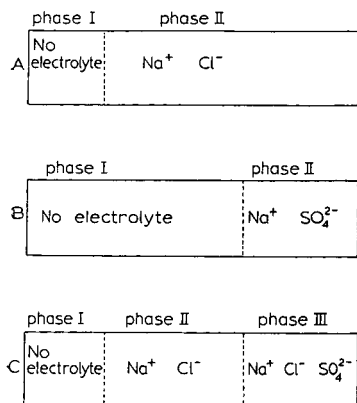 phase I phase II
A No electrolyte Na⁺ Cl⁻
phase I phase II
B No electrolyte Na⁺ SO₄²⁻
phase I phase II phase III
C No electrolyte Na⁺ Cl⁻ Na⁺ Cl⁻ SO₄²⁻